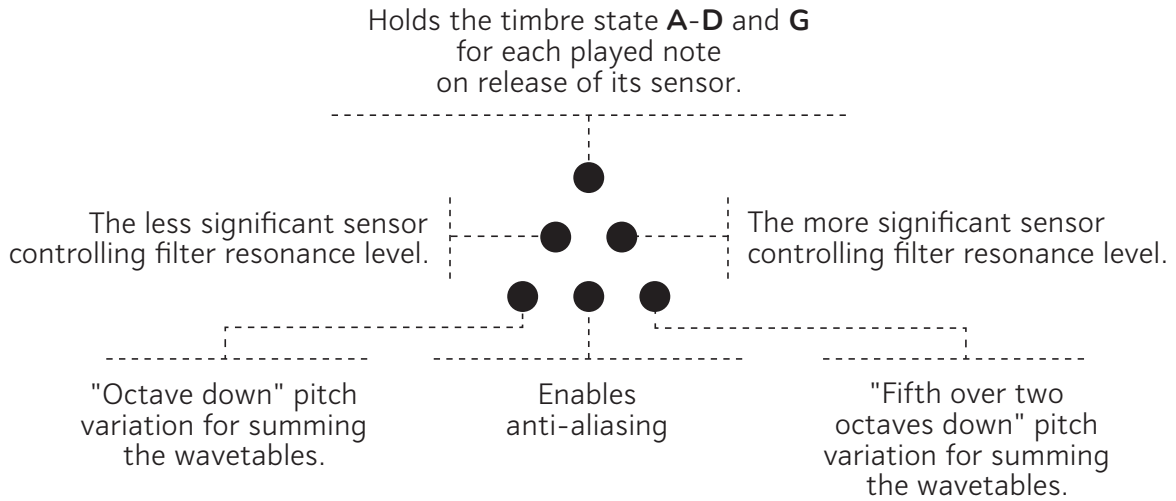 Holds the timbre state A-D and G
for each played note
on release of its sensor.
The less significant sensor
controlling filter resonance level.
The more significant sensor
controlling filter resonance level.
"Octave down" pitch
variation for summing
the wavetables.
Enables
anti-aliasing
"Fifth over two
octaves down" pitch
variation for summing
the wavetables.